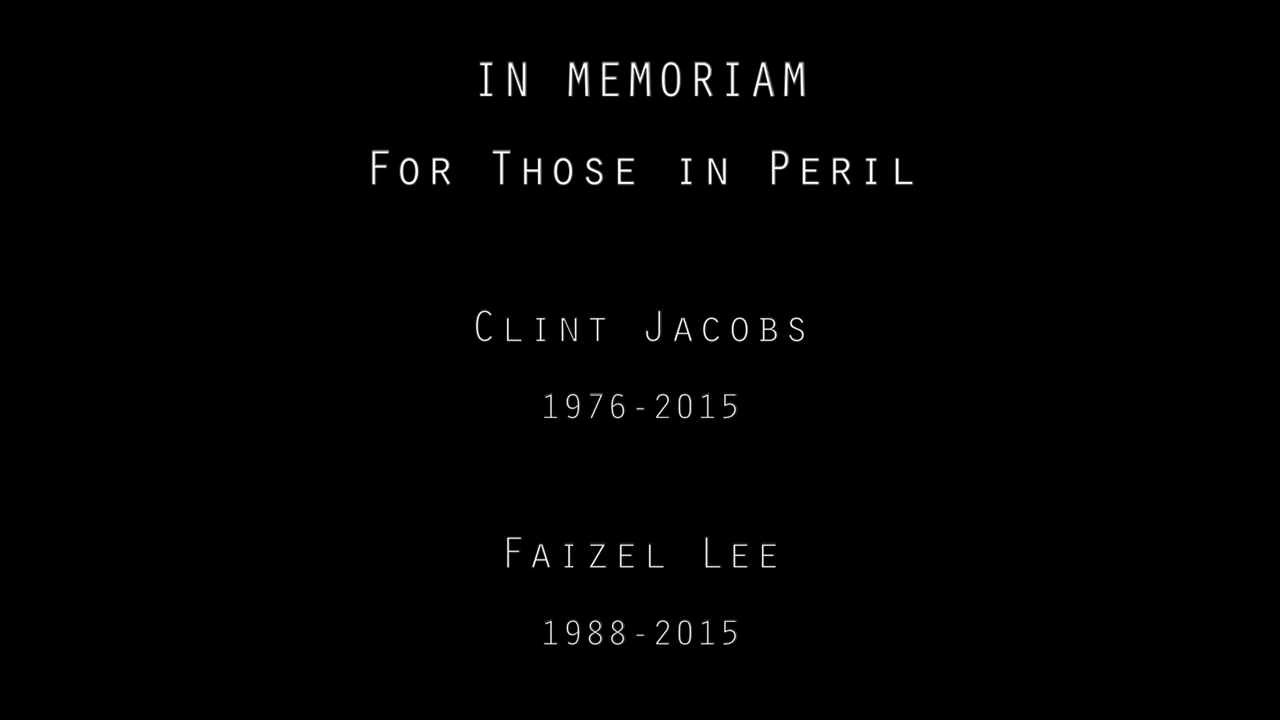 IN MEMORIAM
For Those in Peril
Clint Jacobs
1976-2015
Faizel Lee
1988-2015